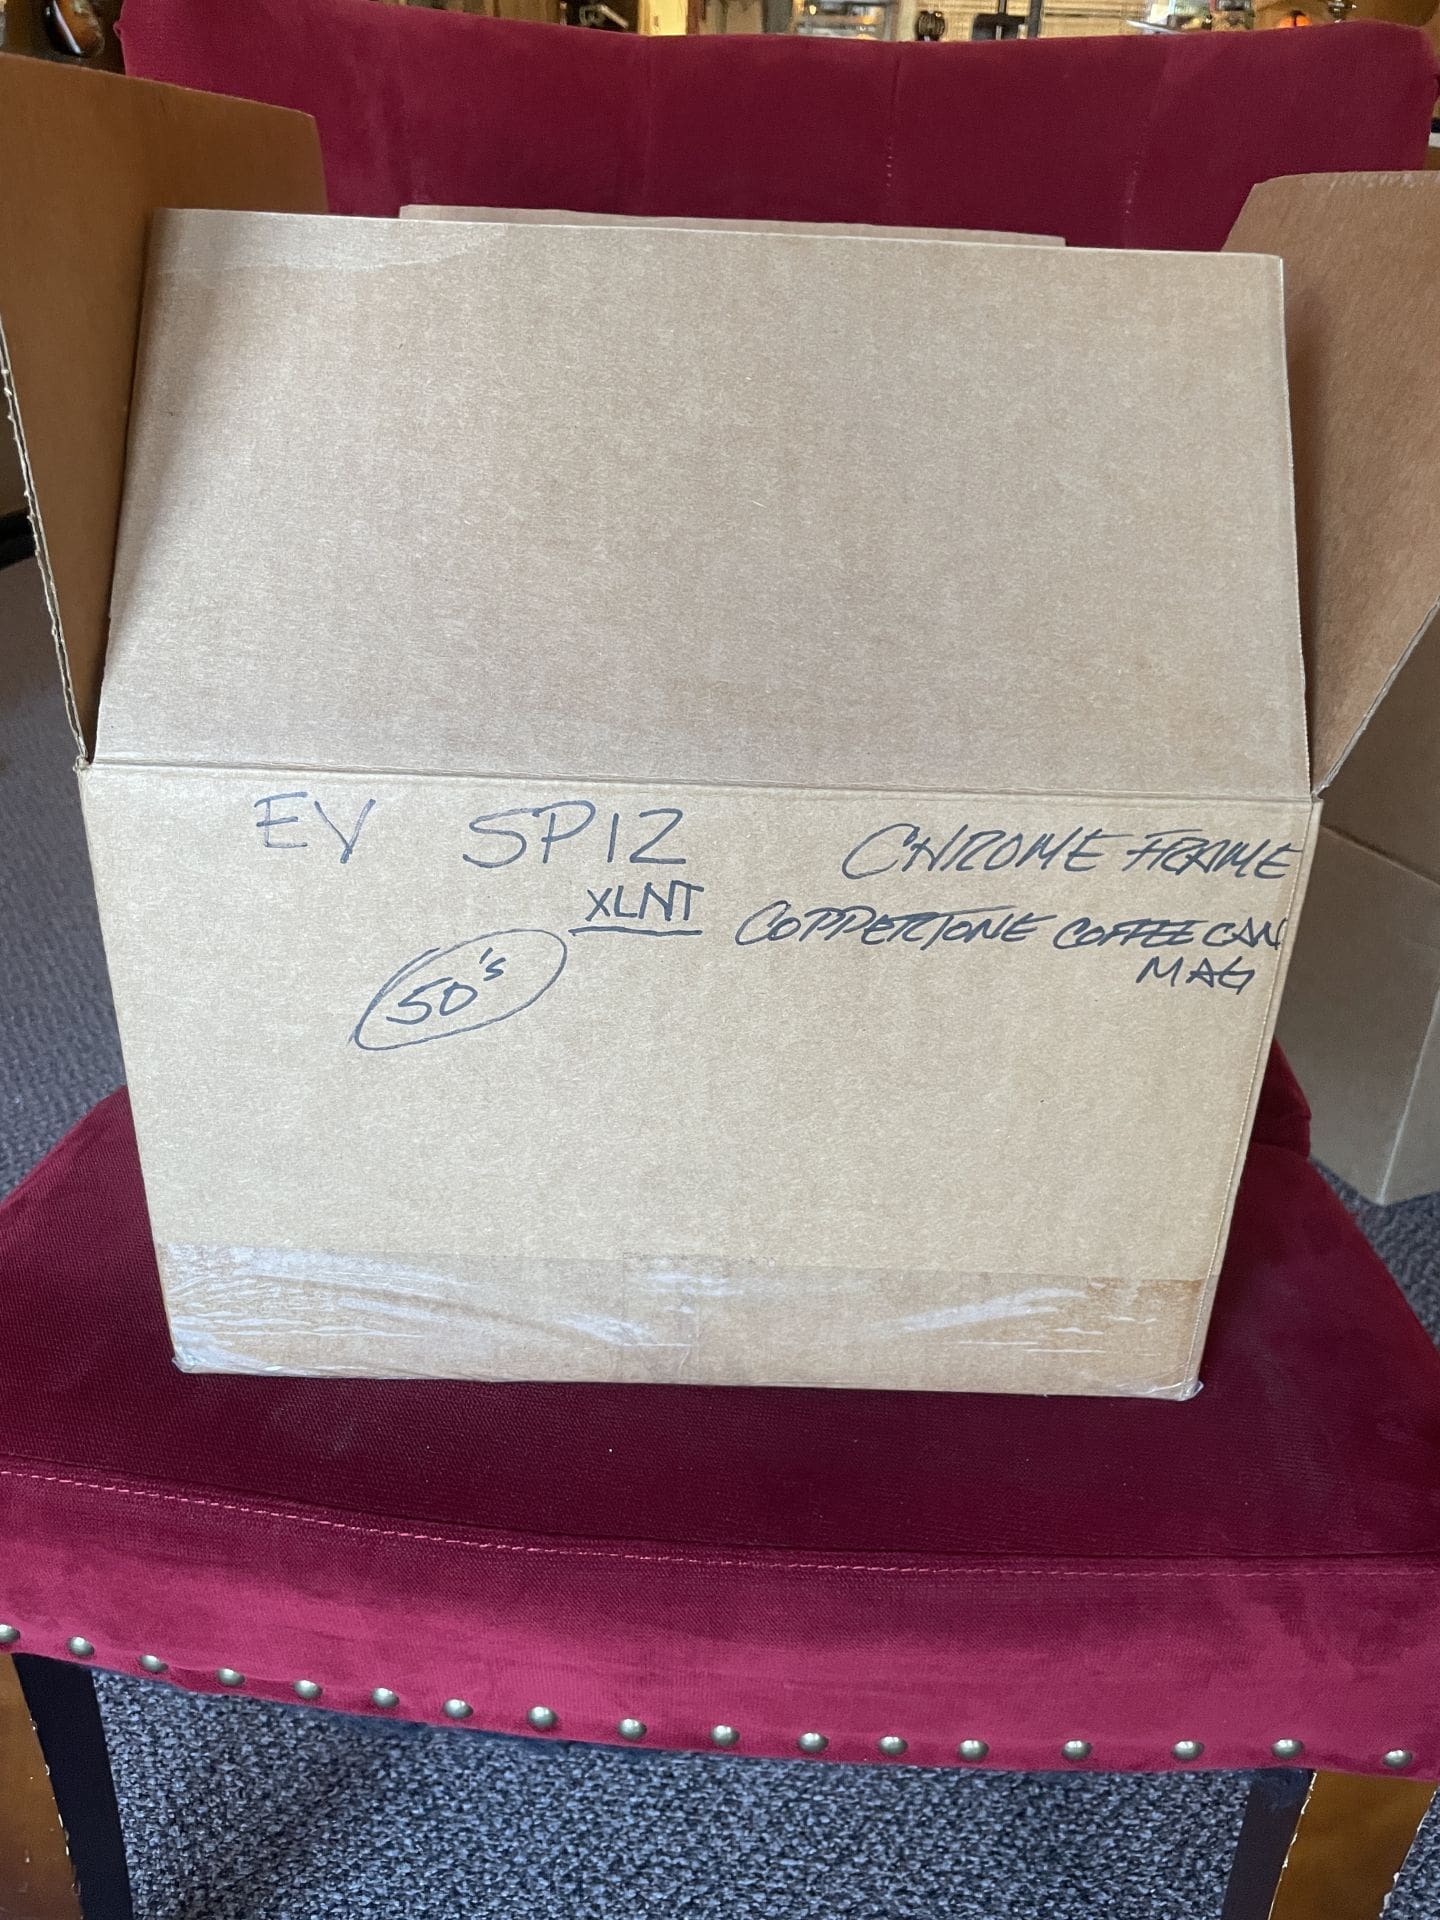 EV SP12
XLNT
50's
CHROME FRAME
COPPERTONE COFFEE CAN
MAG